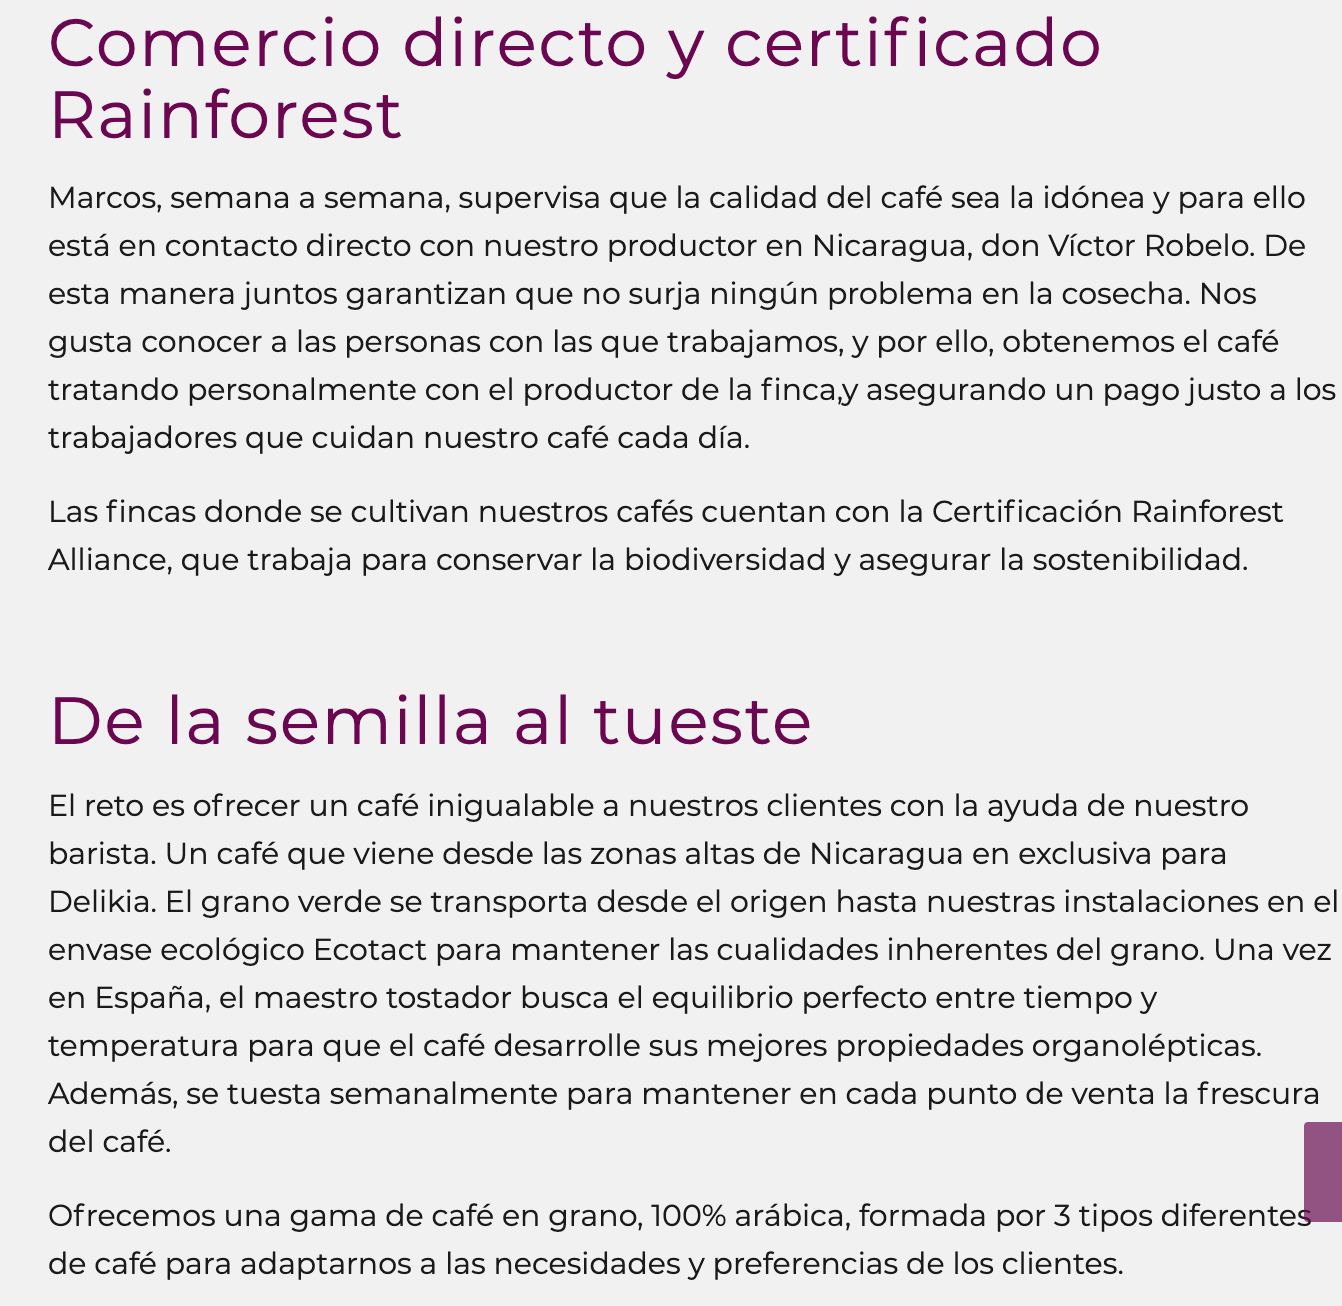 Comercio directo y certificado
Rainforest
Marcos, semana a semana, supervisa que la calidad del café sea la idónea y para ello
está en contacto directo con nuestro productor en Nicaragua, don Víctor Robelo. De
esta manera juntos garantizan que no surja ningún problema en la cosecha. Nos
gusta conocer a las personas con las que trabajamos, y por ello, obtenemos el café
tratando personalmente con el productor de la finca,y asegurando un pago justo a los
trabajadores que cuidan nuestro café cada día.
Las fincas donde se cultivan nuestros cafés cuentan con la Certificación Rainforest
Alliance, que trabaja para conservar la biodiversidad y asegurar la sostenibilidad.
De la semilla al tueste
El reto es ofrecer un café inigualable a nuestros clientes con la ayuda de nuestro
barista. Un café que viene desde las zonas altas de Nicaragua en exclusiva para
Delikia. El grano verde se transporta desde el origen hasta nuestras instalaciones en el
envase ecológico Ecotact para mantener las cualidades inherentes del grano. Una vez
en España, el maestro tostador busca el equilibrio perfecto entre tiempo y
temperatura para que el café desarrolle sus mejores propiedades organolépticas.
Además, se tuesta semanalmente para mantener en cada punto de venta la frescura
del café.
Ofrecemos una gama de café en grano, 100% arábica, formada por 3 tipos diferentes
de café para adaptarnos a las necesidades y preferencias de los clientes.